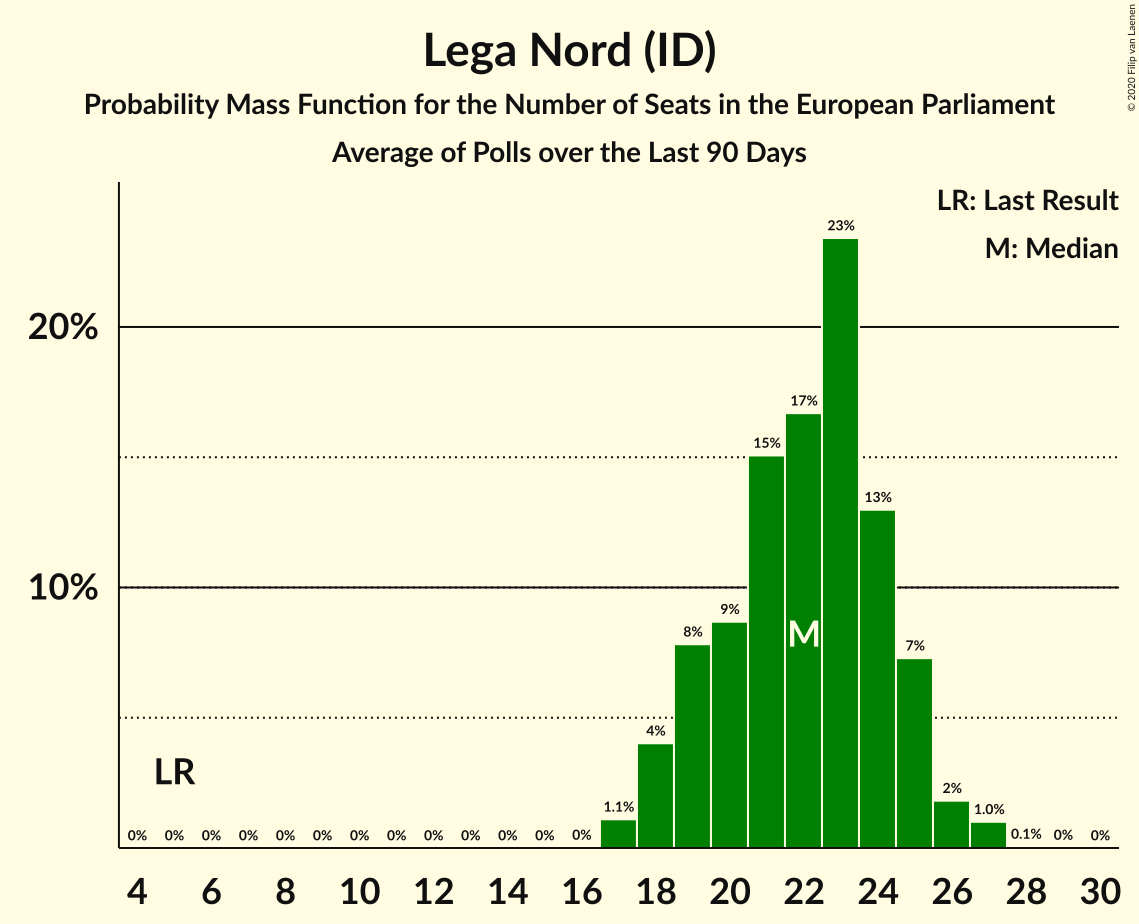 Lega Nord (ID)
Probability Mass Function for the Number of Seats in the European Parliament
Average of Polls over the Last 90 Days
© 2020 Filip van Laenen
LR: Last Result
M: Median
20%
10%
23%
17%
15%
13%
9%
8%
7%
4%
2%
1.1%
1.0%
M
LR
0% 0% 0% 0% 0% 0% 0% 0% 0% 0% 0% 0% 0% 0.1% 0% 0%
4 6 8 10 12 14 16 18 20 22 24 26 28 30